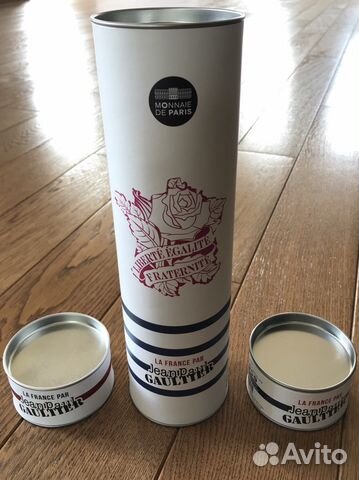 MONNAIE
DE PARIS
LIBERTÉ EGALITÉ
FRATERNITÉ
LA FRANCE PAR
Jean Paul
GAULTIER
LA FRANCE PAR
Jean Paul
GAULTIER
LA FRANCE PAR
Jean Paul
GAULTIER
Avito